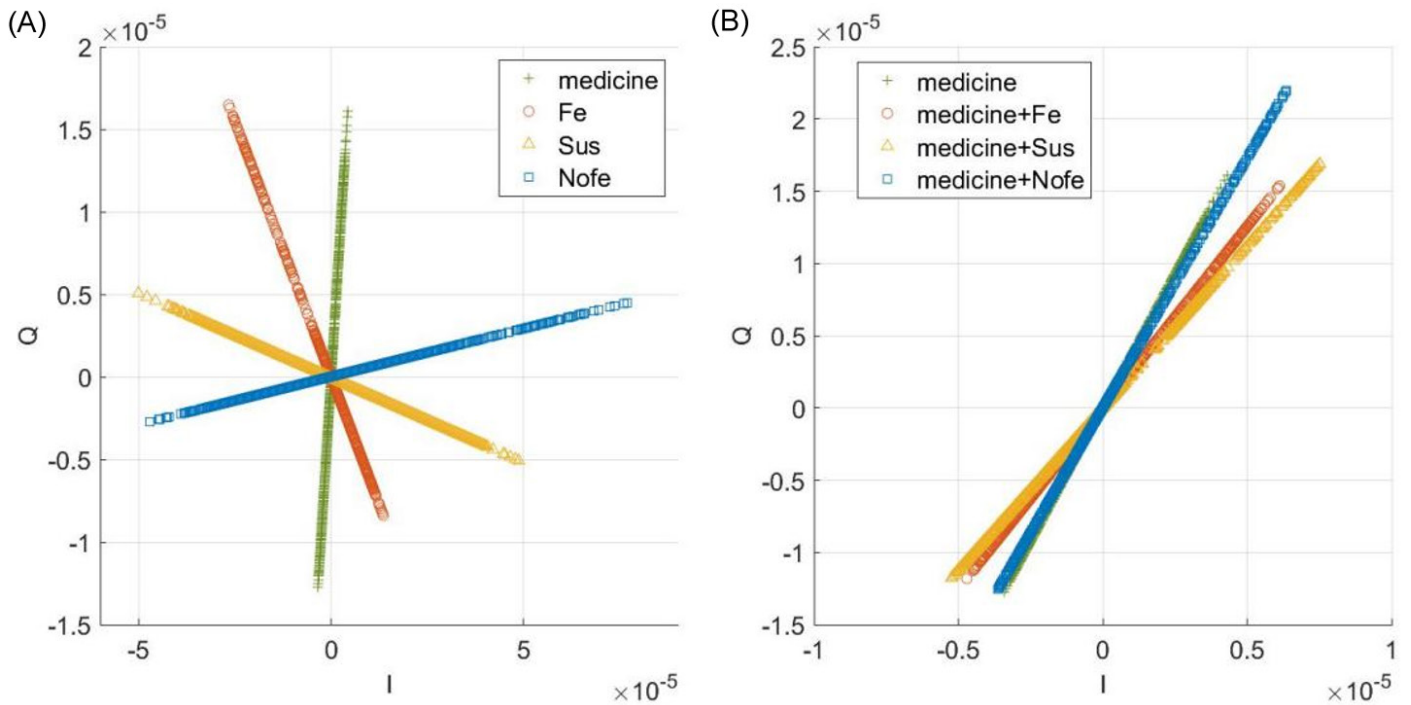 (A)
×10⁻⁵
2
1.5
1
0.5
0
-0.5
-1
-1.5
Q
-5
0
5
I
×10⁻⁵
medicine
Fe
Sus
Nofe
(B)
×10⁻⁵
2.5
2
1.5
1
0.5
0
-0.5
-1
-1.5
Q
-1
-0.5
0
0.5
1
I
×10⁻⁵
medicine
medicine+Fe
medicine+Sus
medicine+Nofe